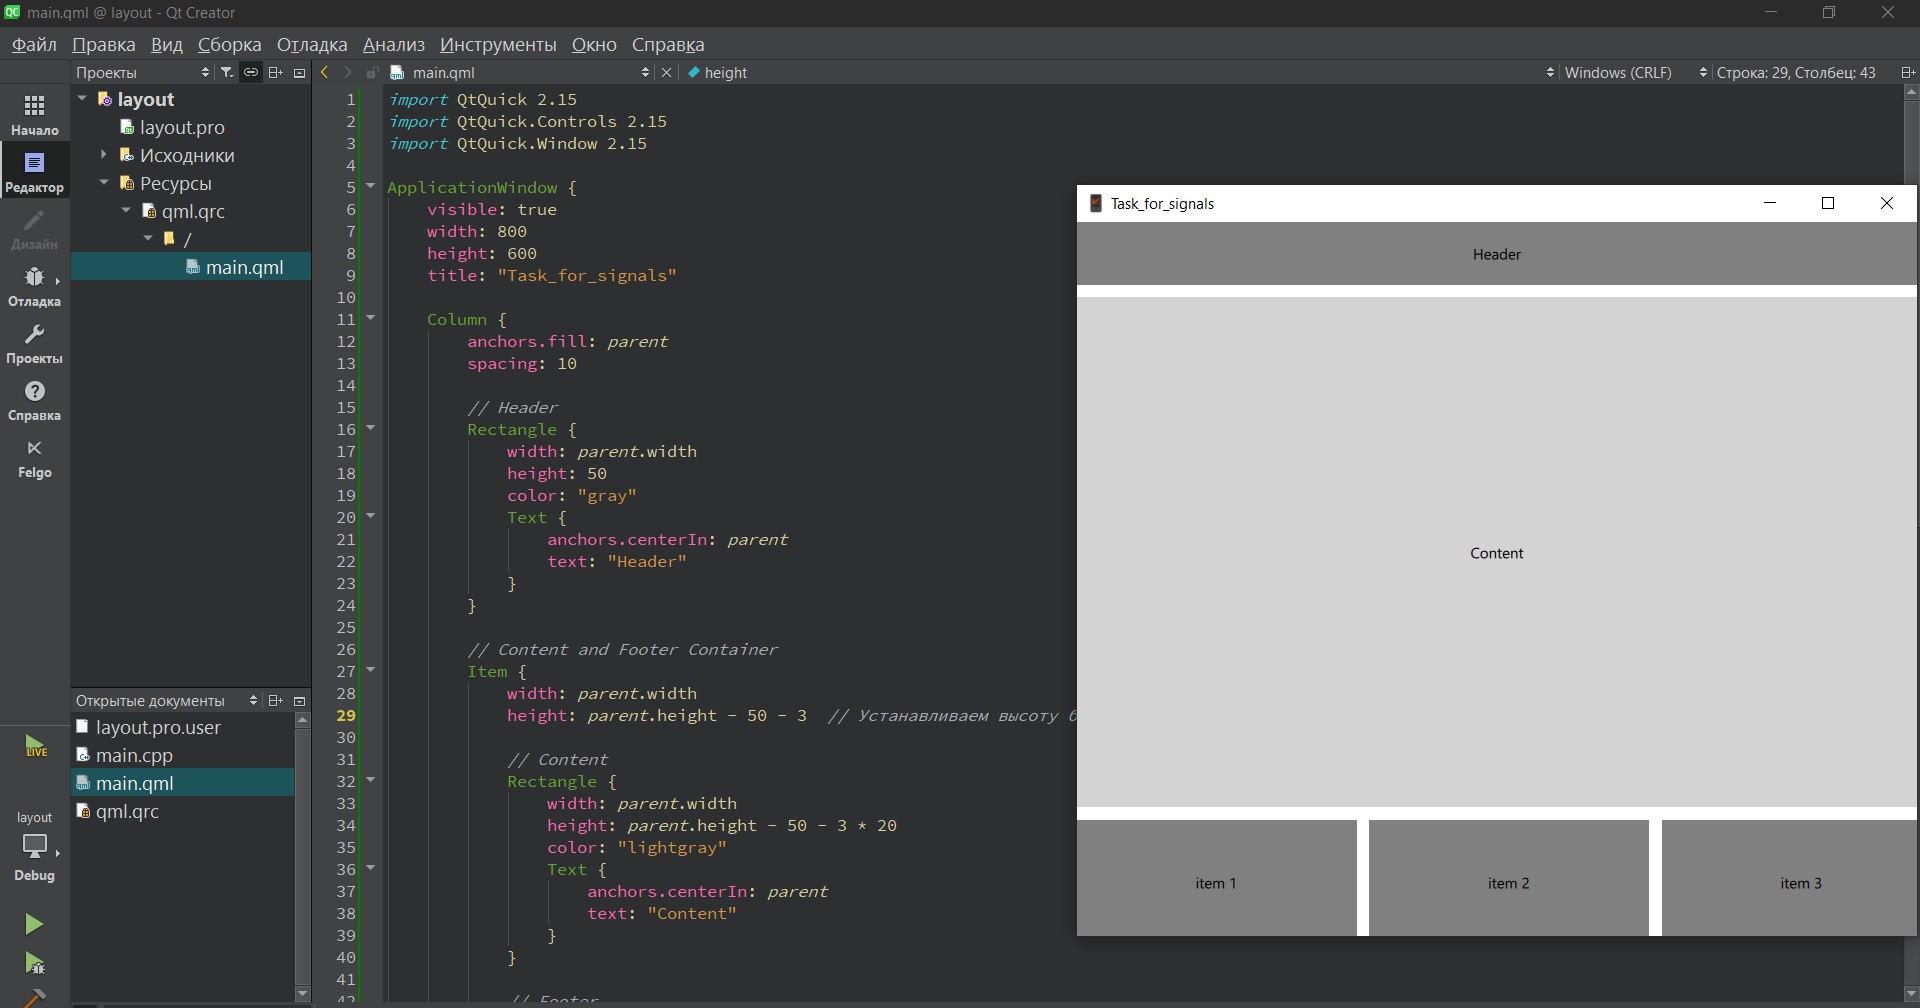 main.qml @ layout - Qt Creator
Файл Правка Вид Сборка Отладка Анализ Инструменты Окно Справка
Проекты
main.qml
height
Windows (CRLF)
Строка: 29, Столбец: 43
Начало
Редактор
Дизайн
Отладка
Проекты
Справка
Felgo
LIVE
layout
Debug
layout
layout.pro
Исходники
Ресурсы
qml.qrc
/
main.qml
Открытые документы
layout.pro.user
main.cpp
main.qml
qml.qrc
1 import QtQuick 2.15
2 import QtQuick.Controls 2.15
3 import QtQuick.Window 2.15
4
5 ApplicationWindow {
6 visible: true
7 width: 800
8 height: 600
9 title: "Task_for_signals"
10
11 Column {
12 anchors.fill: parent
13 spacing: 10
14
15 // Header
16 Rectangle {
17 width: parent.width
18 height: 50
19 color: "gray"
20 Text {
21 anchors.centerIn: parent
22 text: "Header"
23 }
24 }
25
26 // Content and Footer Container
27 Item {
28 width: parent.width
29 height: parent.height - 50 - 3 // Устанавливаем высоту
30
31 // Content
32 Rectangle {
33 width: parent.width
34 height: parent.height - 50 - 3 * 20
35 color: "lightgray"
36 Text {
37 anchors.centerIn: parent
38 text: "Content"
39 }
40 }
41
42 // Footer
Task_for_signals
Header
Content
item 1
item 2
item 3